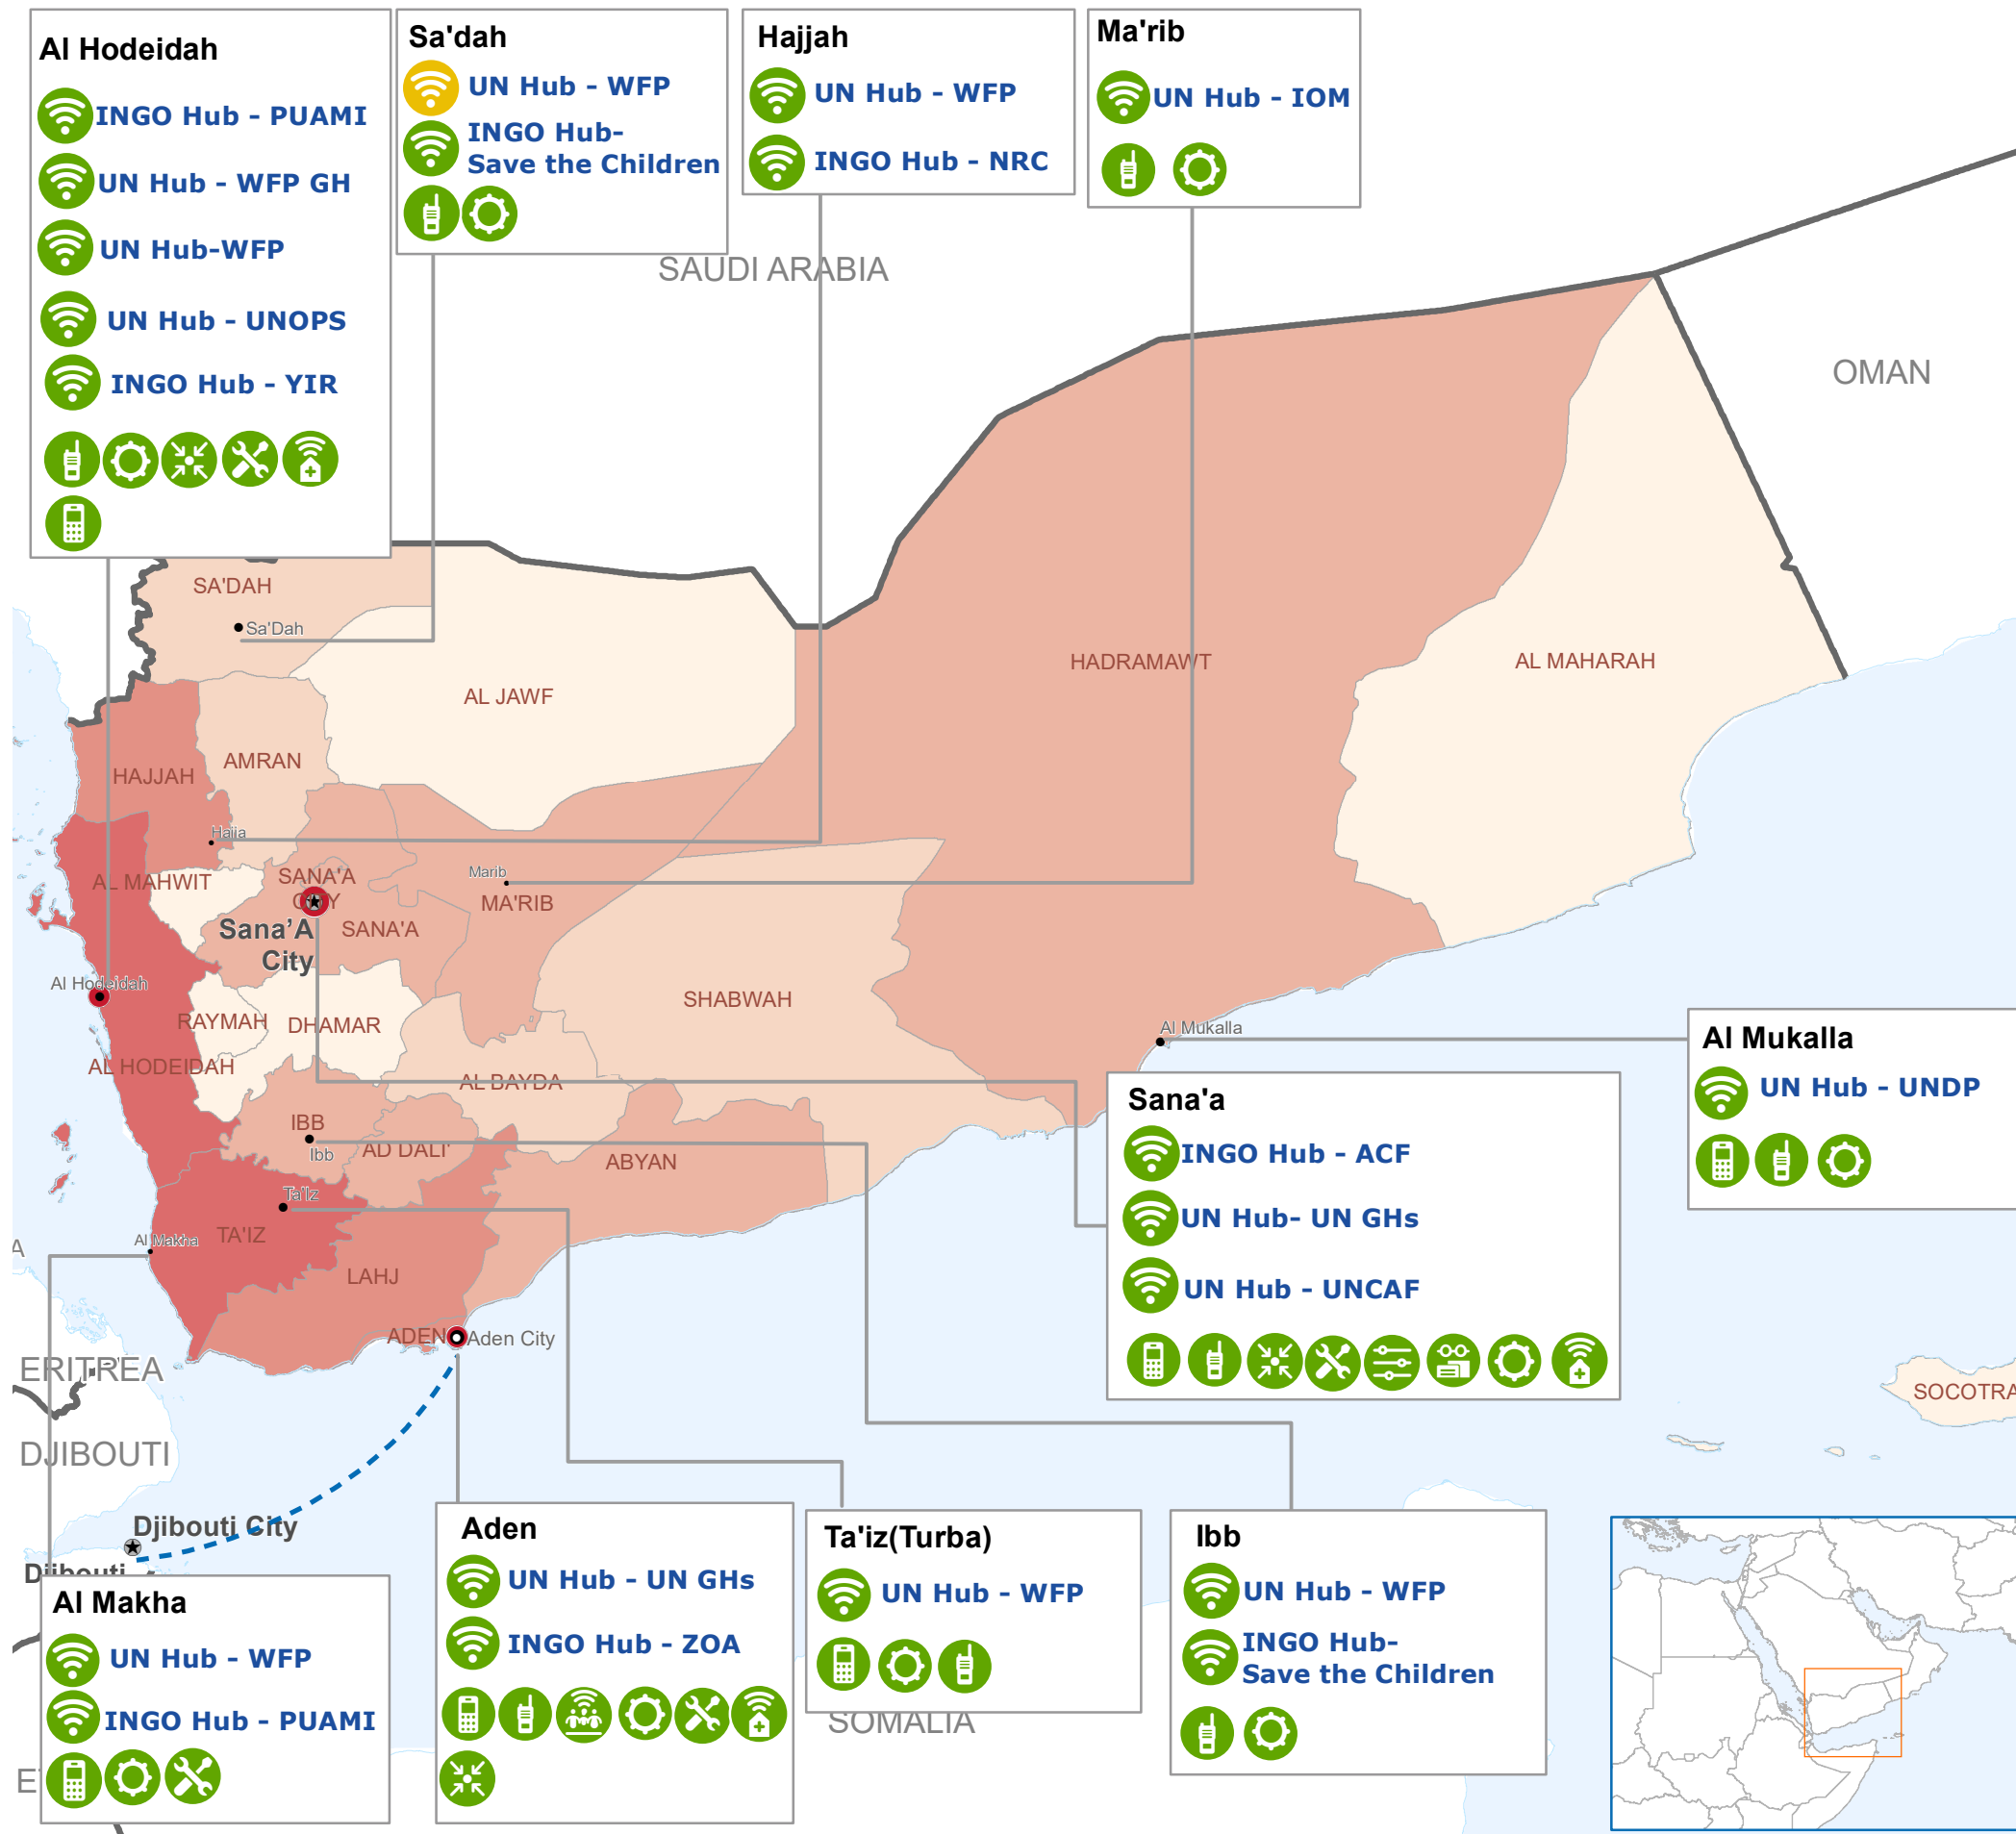 Al Hodeidah
INGO Hub - PUAMI
UN Hub - WFP GH
UN Hub-WFP
UN Hub - UNOPS
INGO Hub - YIR
Sa'dah
UN Hub - WFP
INGO Hub-
Save the Children
Hajjah
UN Hub - WFP
INGO Hub - NRC
Ma'rib
UN Hub - IOM
SAUDI ARABIA
OMAN
SA'DAH
Sa'Dah
AL JAWF
HADRAMAWT
AL MAHARAH
HAJJAH
AMRAN
Hajja
AL MAHWIT
SANA'A
CITY
Sana'A
City
SANA'A
Marib
MA'RIB
Al Hodeidah
RAYMAH
DHAMAR
SHABWAH
AL HODEIDAH
AL BAYDA
Al Mukalla
IBB
Ibb
AD DALI'
ABYAN
Ta'Iz
TA'IZ
Al Makha
LAHJ
ADEN
Aden City
Al Mukalla
UN Hub - UNDP
Sana'a
INGO Hub - ACF
UN Hub- UN GHs
UN Hub - UNCAF
SOCOTRA
A
ERITREA
DJIBOUTI
Djibouti City
Djibouti
Al Makha
UN Hub - WFP
INGO Hub - PUAMI
Aden
UN Hub - UN GHs
INGO Hub - ZOA
Ta'iz(Turba)
UN Hub - WFP
SOMALIA
Ibb
UN Hub - WFP
INGO Hub-
Save the Children